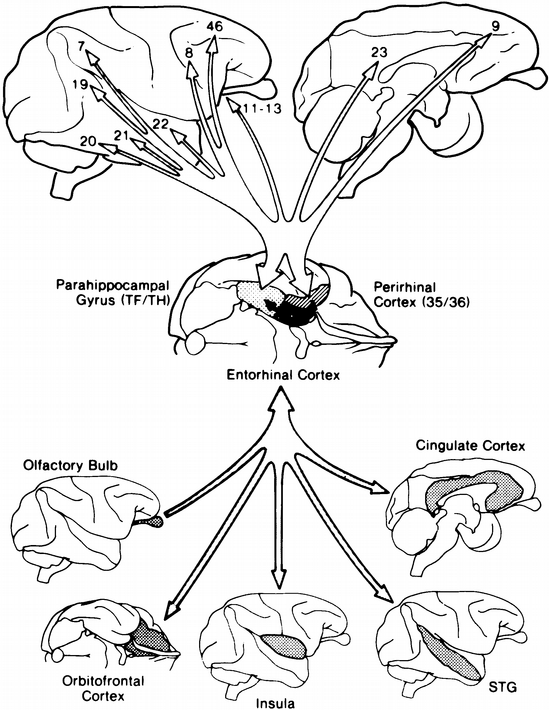 46
9
7
8
23
19
11-13
22
21
20
Parahippocampal
Gyrus (TF/TH)
Perirhinal
Cortex (35/36)
Entorhinal Cortex
Cingulate Cortex
Olfactory Bulb
Orbitofrontal
Cortex
Insula
STG